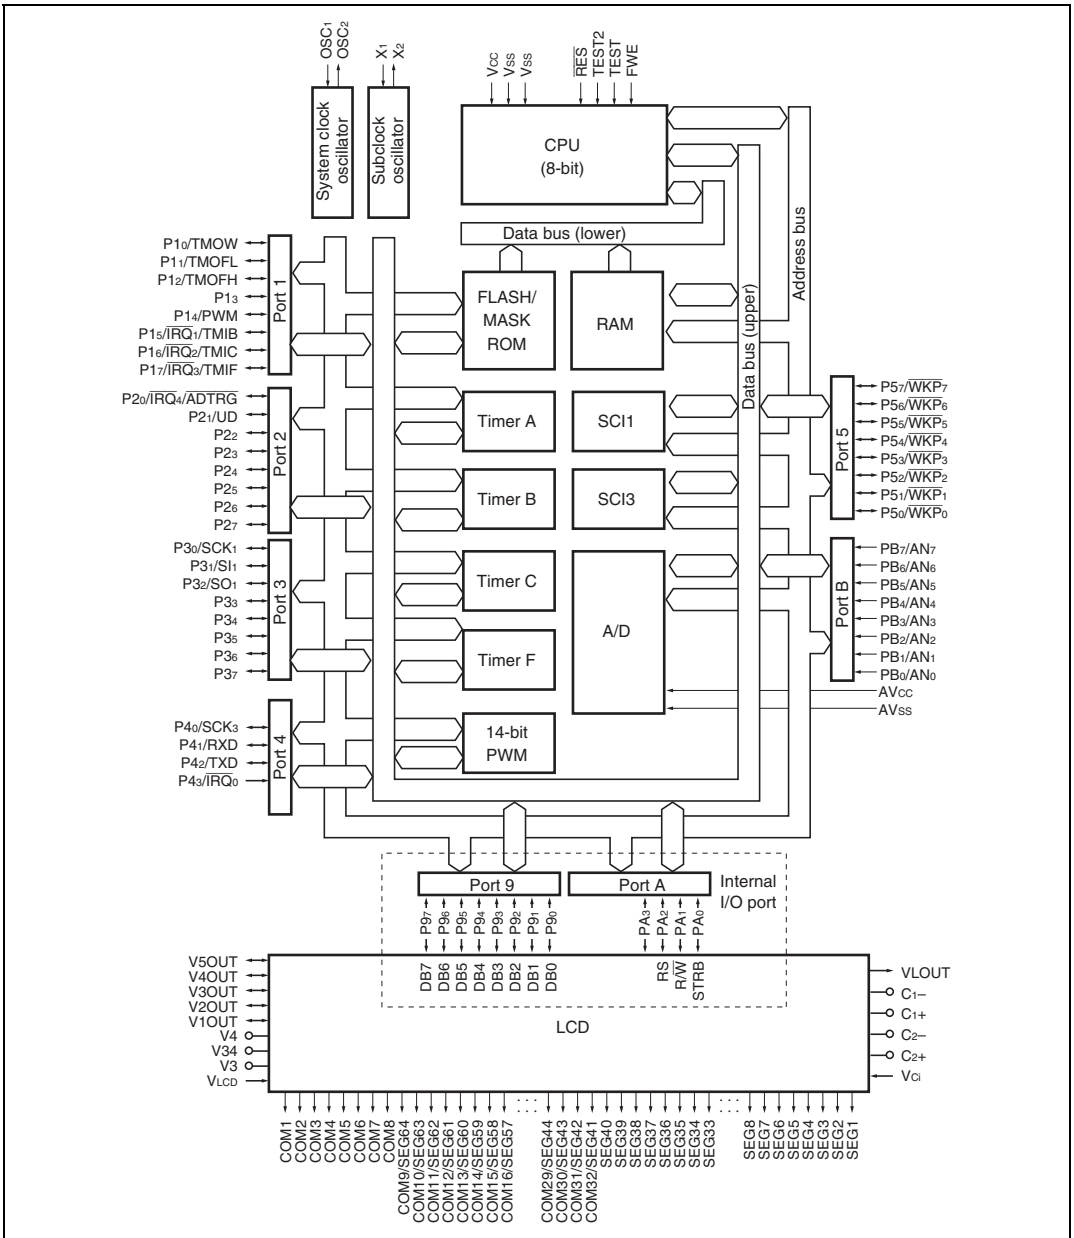 OSC1
OSC2
X1
X2
System clock
oscillator
Subclock
oscillator
VCC
VSS
VSS
RES
TEST2
TEST
FWE
CPU
(8-bit)
Data bus (lower)
Data bus (upper)
Address bus
P10/TMOW
P11/TMOFL
P12/TMOFH
P13
P14/PWM
P15/IRQ1/TMIB
P16/IRQ2/TMIC
P17/IRQ3/TMIF
Port 1
P20/IRQ4/ADTRG
P21/UD
P22
P23
P24
P25
P26
P27
Port 2
P30/SCK1
P31/SI1
P32/SO1
P33
P34
P35
P36
P37
Port 3
P40/SCK3
P41/RXD
P42/TXD
P43/IRQ0
Port 4
FLASH/
MASK
ROM
RAM
Timer A
SCI1
Timer B
SCI3
Timer C
Timer F
A/D
14-bit
PWM
Port 5
P57/WKP7
P56/WKP6
P55/WKP5
P54/WKP4
P53/WKP3
P52/WKP2
P51/WKP1
P50/WKP0
Port B
PB7/AN7
PB6/AN6
PB5/AN5
PB4/AN4
PB3/AN3
PB2/AN2
PB1/AN1
PB0/AN0
AVCC
AVSS
Port 9
Port A
Internal
I/O port
P97
P96
P95
P94
P93
P92
P91
P90
PA3
PA2
PA1
PA0
DB7
DB6
DB5
DB4
DB3
DB2
DB1
DB0
RS
R/W
STRB
LCD
V5OUT
V4OUT
V3OUT
V2OUT
V1OUT
V4
V34
V3
VLCD
VLOUT
C1–
C1+
C2–
C2+
VCi
COM1
COM2
COM3
COM4
COM5
COM6
COM7
COM8
COM9/SEG64
COM10/SEG63
COM11/SEG62
COM12/SEG61
COM13/SEG60
COM14/SEG59
COM15/SEG58
COM16/SEG57
COM29/SEG44
COM30/SEG43
COM31/SEG42
COM32/SEG41
SEG40
SEG39
SEG38
SEG37
SEG36
SEG35
SEG34
SEG33
SEG8
SEG7
SEG6
SEG5
SEG4
SEG3
SEG2
SEG1